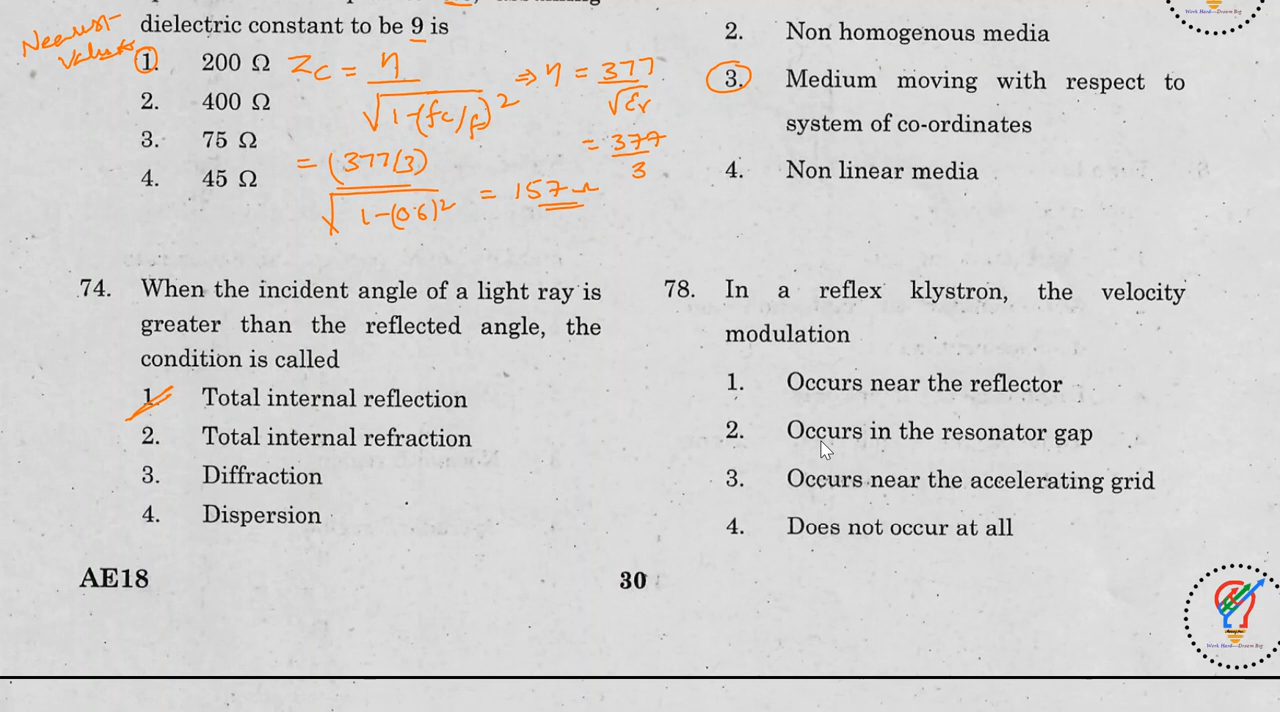 dielectric constant to be 9 is
Nearest
Value
1. 200 Ω
2. 400 Ω
3. 75 Ω
4. 45 Ω
Zc = η / √1-(fc/f)² ⇒ η = 377 / √εr
= 377 / 3
= (377/3) / √1-(0.6)² = 157 Ω
74. When the incident angle of a light ray is
greater than the reflected angle, the
condition is called
1. Total internal reflection
2. Total internal refraction
3. Diffraction
4. Dispersion
AE18
2. Non homogenous media
3. Medium moving with respect to
system of co-ordinates
4. Non linear media
78. In a reflex klystron, the velocity
modulation
1. Occurs near the reflector
2. Occurs in the resonator gap
3. Occurs near the accelerating grid
4. Does not occur at all
30
Work Hard---Dream Big
Work Hard---Dream Big